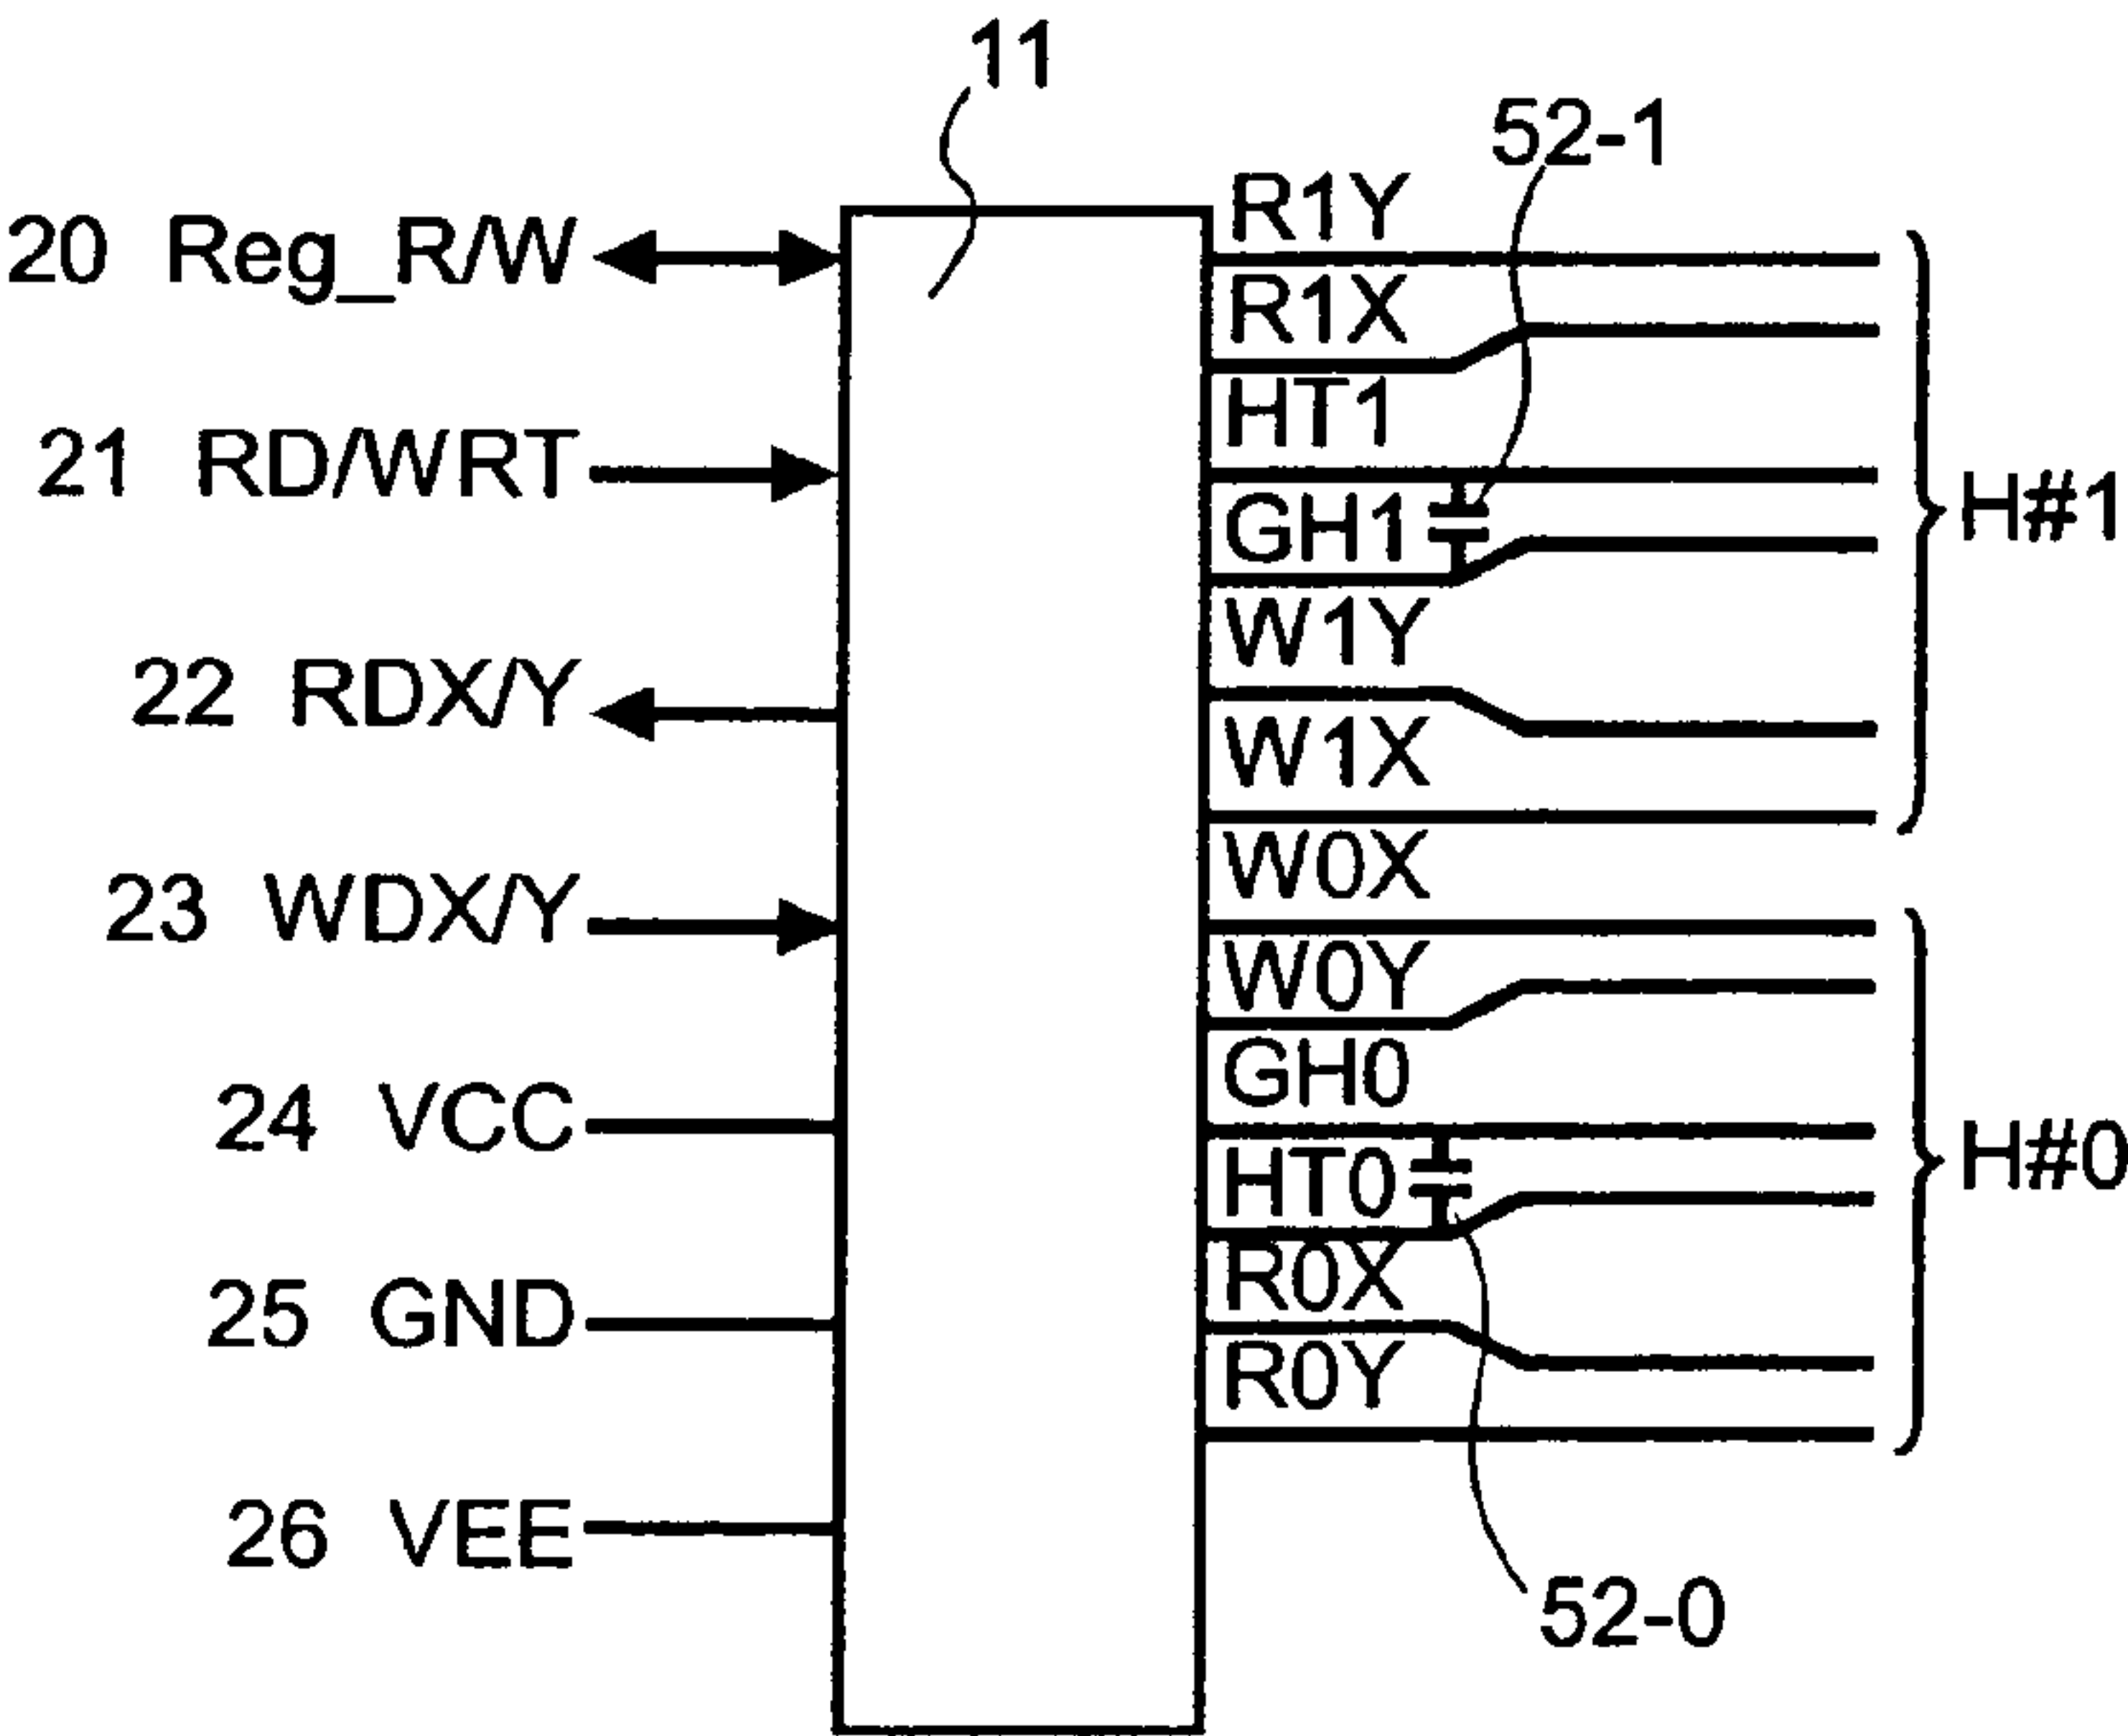 11
52-1
20 Reg_R/W
21 RD/WRT
22 RDX/Y
23 WDX/Y
24 VCC
25 GND
26 VEE
R1Y
R1X
HT1
GH1
W1Y
W1X
W0X
W0Y
GH0
HT0
R0X
R0Y
H#1
H#0
52-0